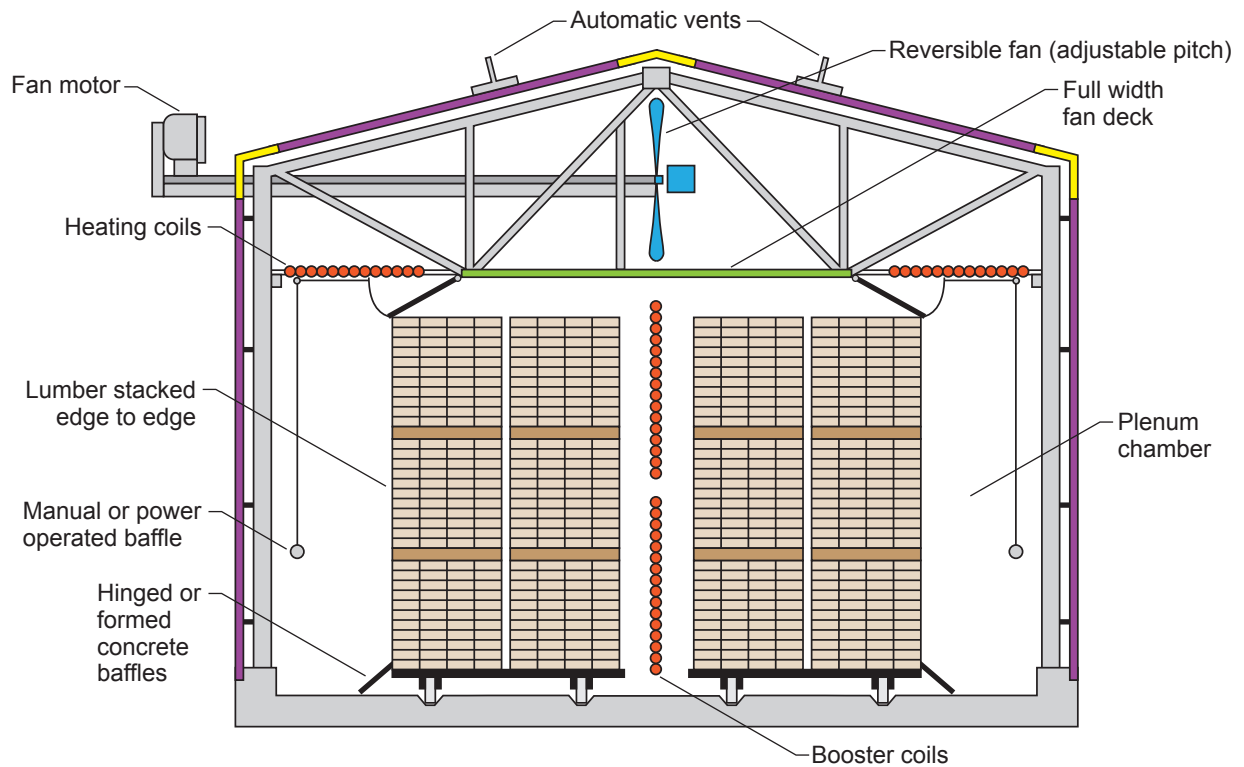 Automatic vents
Reversible fan (adjustable pitch)
Fan motor
Full width
fan deck
Heating coils
Lumber stacked
edge to edge
Plenum
chamber
Manual or power
operated baffle
Hinged or
formed
concrete
baffles
Booster coils